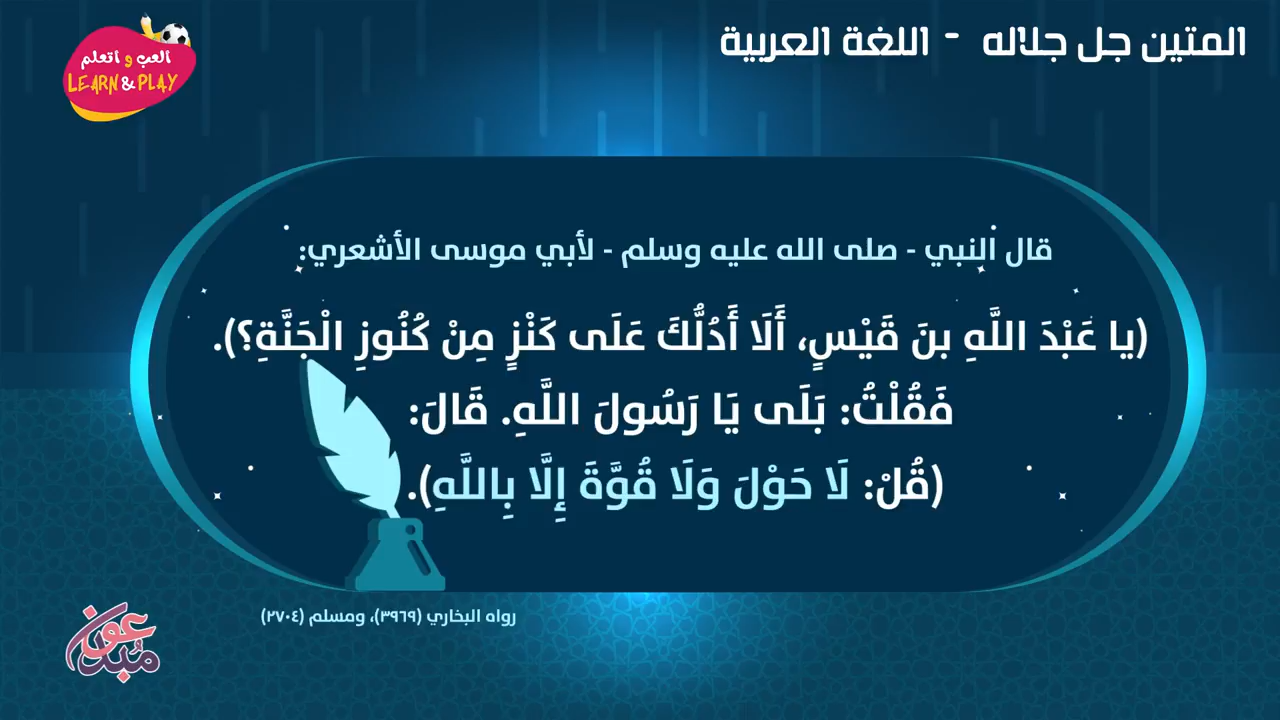 المتين جل جلاله - اللغة العربية
العب و اتعلم
LEARN & PLAY
قال النبي - صلى الله عليه وسلم - لأبي موسى الأشعري:
(يا عَبْدَ اللَّهِ بنَ قَيْسٍ، أَلَا أَدُلُّكَ عَلَى كَنْزٍ مِنْ كُنُوزِ الْجَنَّةِ؟).
فَقُلْتُ: بَلَى يَا رَسُولَ اللَّهِ. قَالَ:
(قُلْ: لَا حَوْلَ وَلَا قُوَّةَ إِلَّا بِاللَّهِ).
رواه البخاري (٣٩٦٩)، ومسلم (٢٧٠٤)
مُبدعون